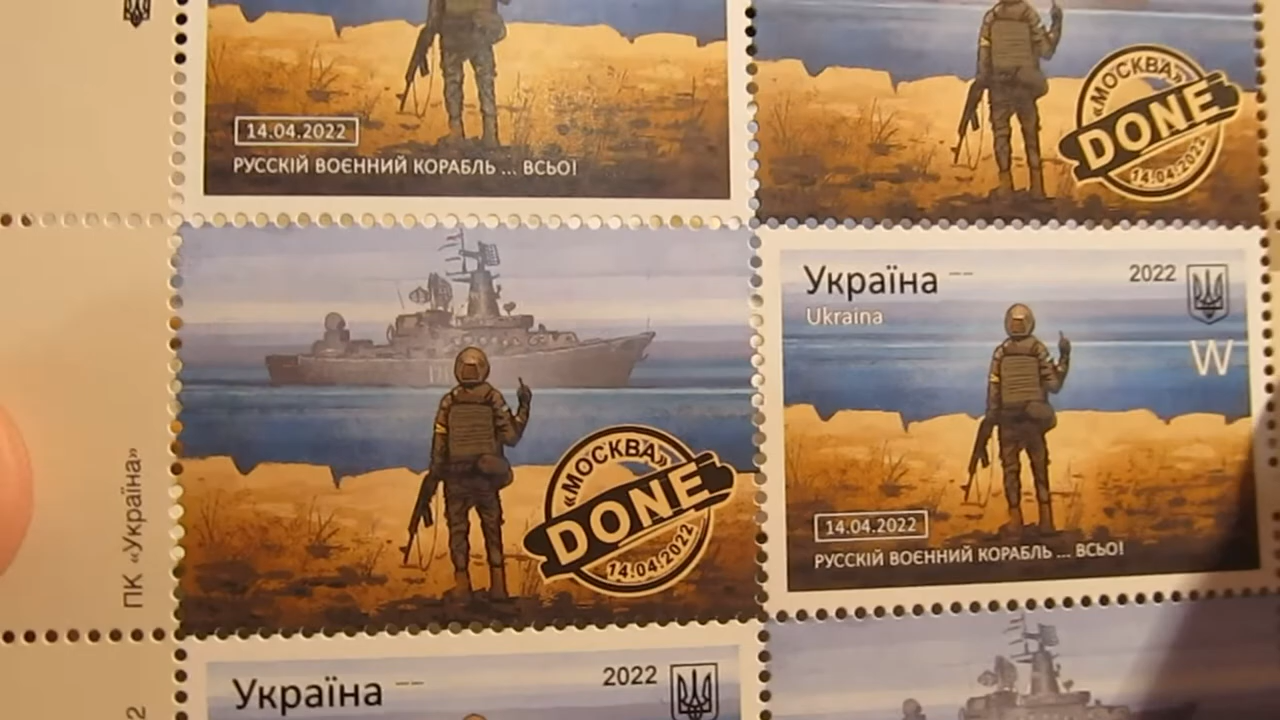 14.04.2022
РУССКІЙ ВОЄННИЙ КОРАБЛЬ ... ВСЬО!
«МОСКВА»
DONE
14.04.2022
«МОСКВА»
DONE
14.04.2022
Україна
2022
Ukraina
W
14.04.2022
РУССКІЙ ВОЄННИЙ КОРАБЛЬ ... ВСЬО!
ПК «Україна»
Україна
2022
2